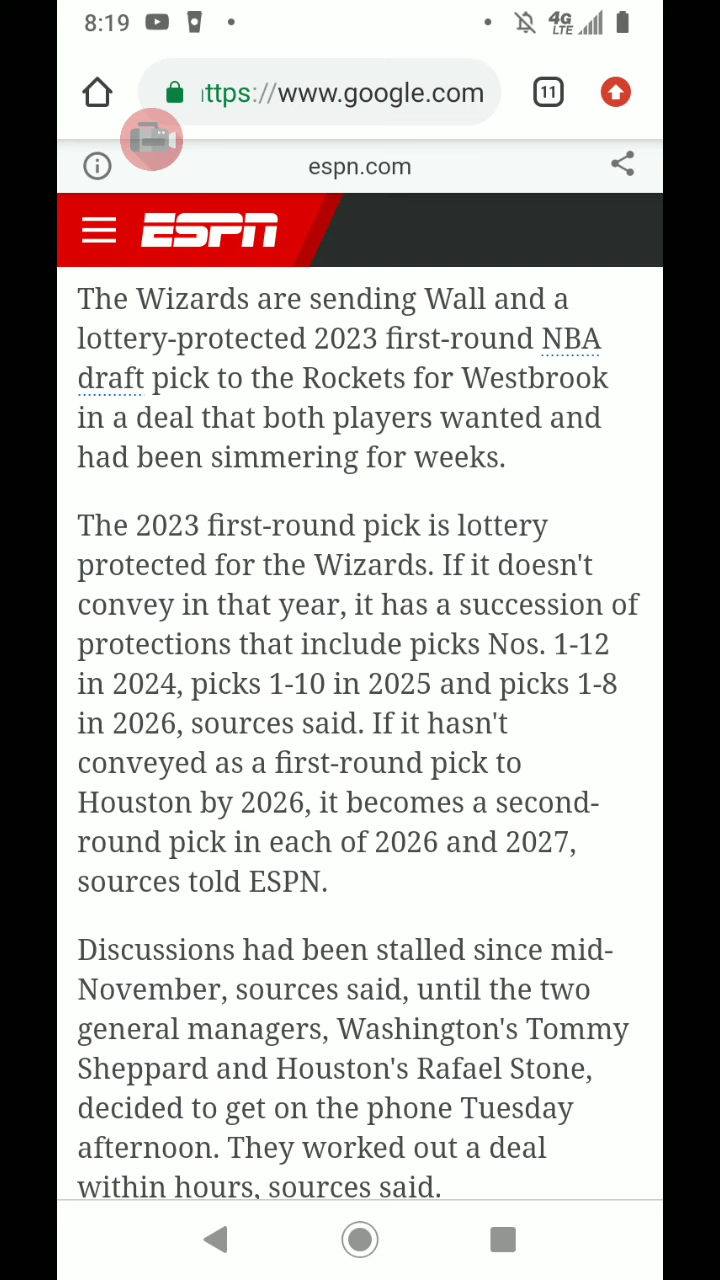 8:19
4G
LTE
ttps://www.google.com
11
espn.com
ESPN
The Wizards are sending Wall and a
lottery-protected 2023 first-round NBA
draft pick to the Rockets for Westbrook
in a deal that both players wanted and
had been simmering for weeks.
The 2023 first-round pick is lottery
protected for the Wizards. If it doesn't
convey in that year, it has a succession of
protections that include picks Nos. 1-12
in 2024, picks 1-10 in 2025 and picks 1-8
in 2026, sources said. If it hasn't
conveyed as a first-round pick to
Houston by 2026, it becomes a second-
round pick in each of 2026 and 2027,
sources told ESPN.
Discussions had been stalled since mid-
November, sources said, until the two
general managers, Washington's Tommy
Sheppard and Houston's Rafael Stone,
decided to get on the phone Tuesday
afternoon. They worked out a deal
within hours, sources said.